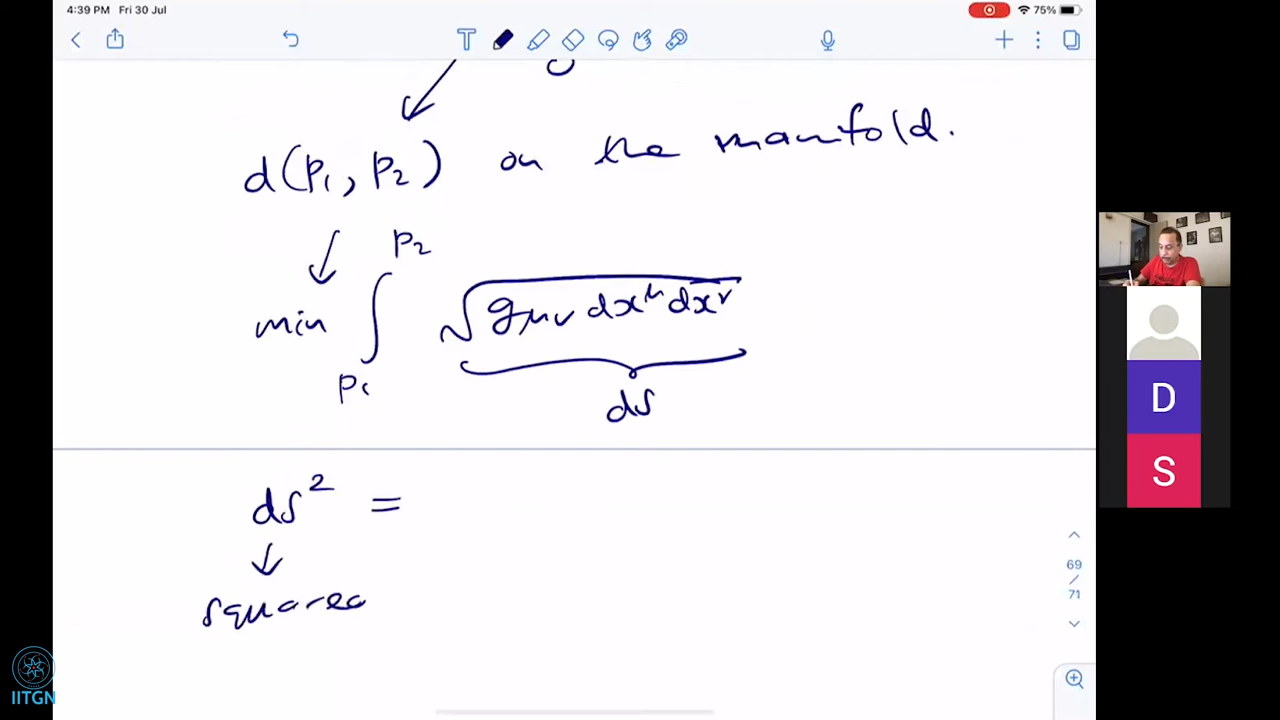 4:39 PM Fri 30 Jul
75%
T
d(p₁, p₂) on the manifold.
p₂
min ∫ √(gμν dx^μ dx^ν)
p₁
ds
ds² =
squared
69
/
71
D
S
IITGN